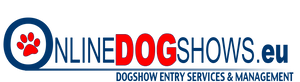 ONLINEDOGSHOWS.eu
DOGSHOW ENTRY SERVICES & MANAGEMENT